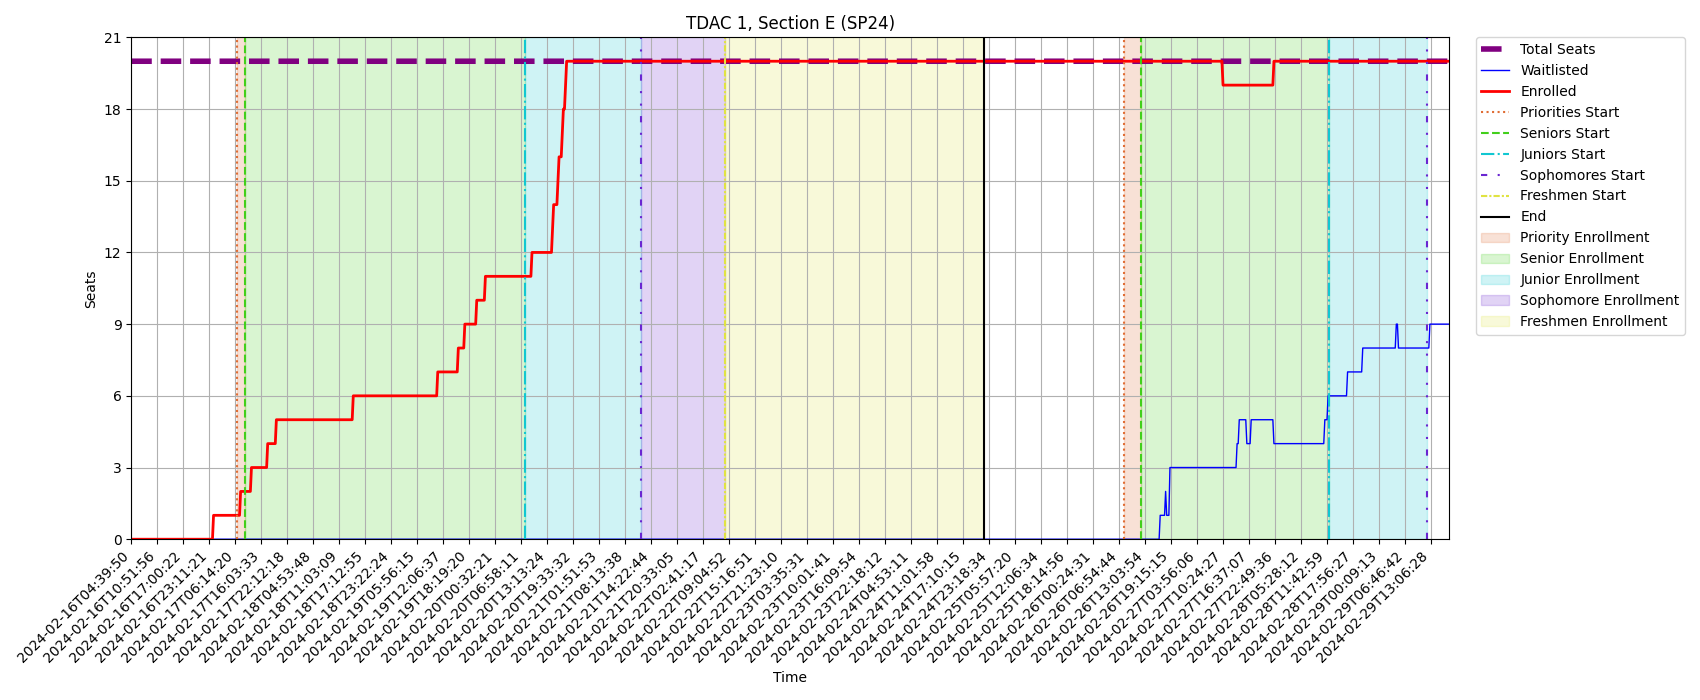 TDAC 1, Section E (SP24)
Seats
21
18
15
12
9
6
3
0
2024-02-16T04:39:50
2024-02-16T10:51:56
2024-02-16T17:00:22
2024-02-16T23:11:21
2024-02-17T06:14:20
2024-02-17T16:03:33
2024-02-17T22:12:18
2024-02-18T04:53:48
2024-02-18T11:03:09
2024-02-18T17:12:55
2024-02-18T23:22:24
2024-02-19T05:56:15
2024-02-19T12:06:37
2024-02-19T18:19:20
2024-02-20T00:32:21
2024-02-20T06:58:11
2024-02-20T13:13:24
2024-02-20T19:33:32
2024-02-21T01:51:53
2024-02-21T08:13:38
2024-02-21T14:22:44
2024-02-21T20:33:05
2024-02-22T02:41:17
2024-02-22T09:04:52
2024-02-22T15:16:51
2024-02-22T21:23:10
2024-02-23T03:35:31
2024-02-23T10:01:41
2024-02-23T16:09:54
2024-02-23T22:18:12
2024-02-24T04:53:11
2024-02-24T11:01:58
2024-02-24T17:10:15
2024-02-24T23:18:34
2024-02-25T05:57:20
2024-02-25T12:06:34
2024-02-25T18:14:56
2024-02-26T00:24:31
2024-02-26T06:54:44
2024-02-26T13:03:54
2024-02-26T19:15:15
2024-02-27T03:56:06
2024-02-27T10:24:27
2024-02-27T16:37:07
2024-02-27T22:49:36
2024-02-28T05:28:12
2024-02-28T11:42:59
2024-02-28T17:56:27
2024-02-29T00:09:13
2024-02-29T06:46:42
2024-02-29T13:06:28
Time
Total Seats
Waitlisted
Enrolled
Priorities Start
Seniors Start
Juniors Start
Sophomores Start
Freshmen Start
End
Priority Enrollment
Senior Enrollment
Junior Enrollment
Sophomore Enrollment
Freshmen Enrollment